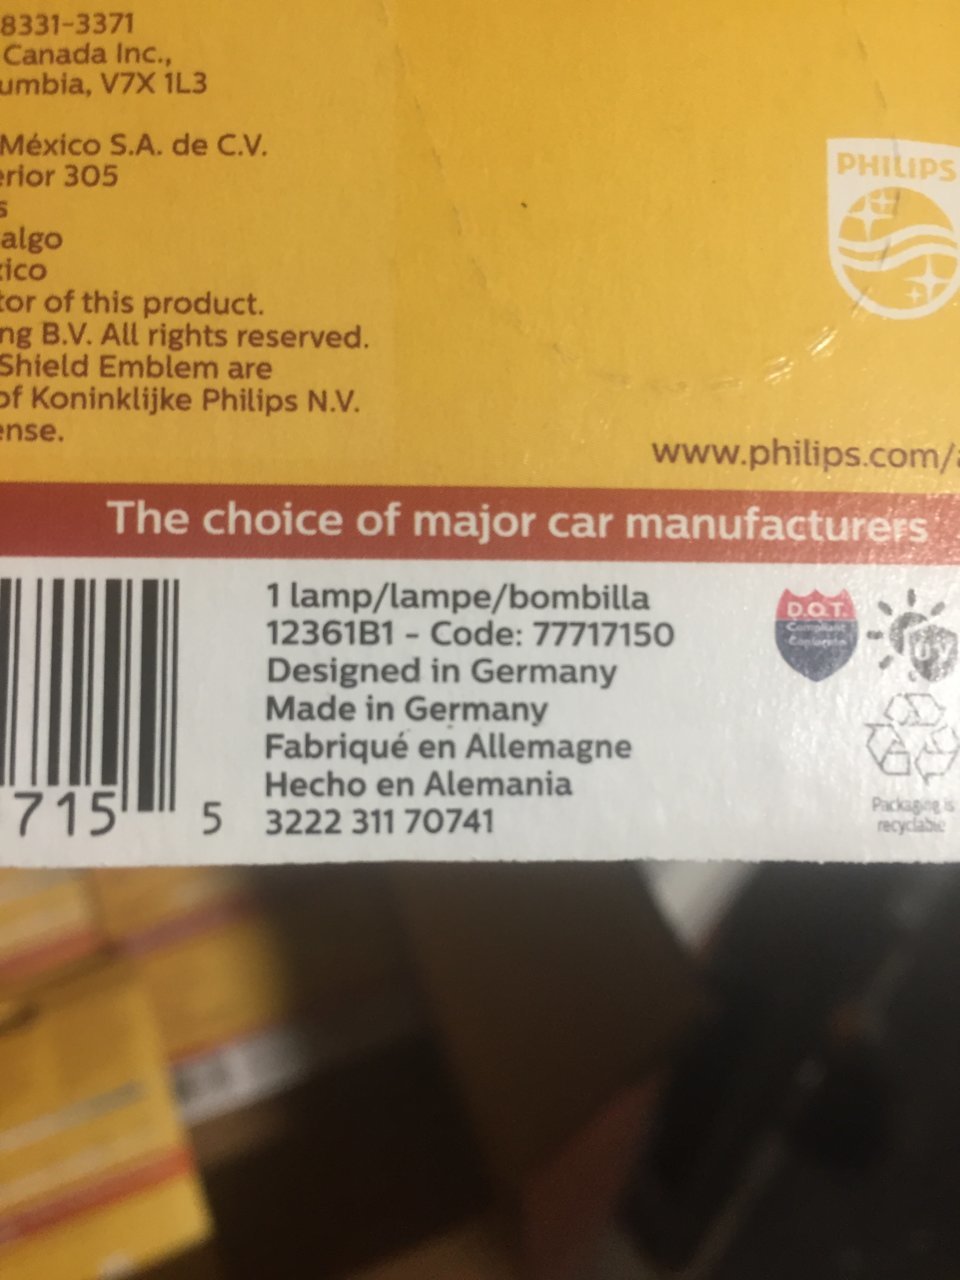 8331-3371
Canada Inc.,
umbia, V7X 1L3
México S.A. de C.V.
erior 305
s
algo
ico
tor of this product.
ng B.V. All rights reserved.
Shield Emblem are
of Koninklijke Philips N.V.
ense.
PHILIPS
www.philips.com/a
The choice of major car manufacturers
1 lamp/lampe/bombilla
12361B1 - Code: 77717150
Designed in Germany
Made in Germany
Fabriqué en Allemagne
Hecho en Alemania
3222 311 70741
715 5
D.O.T.
Compliant
Conforme
UV
Packaging is
recyclable